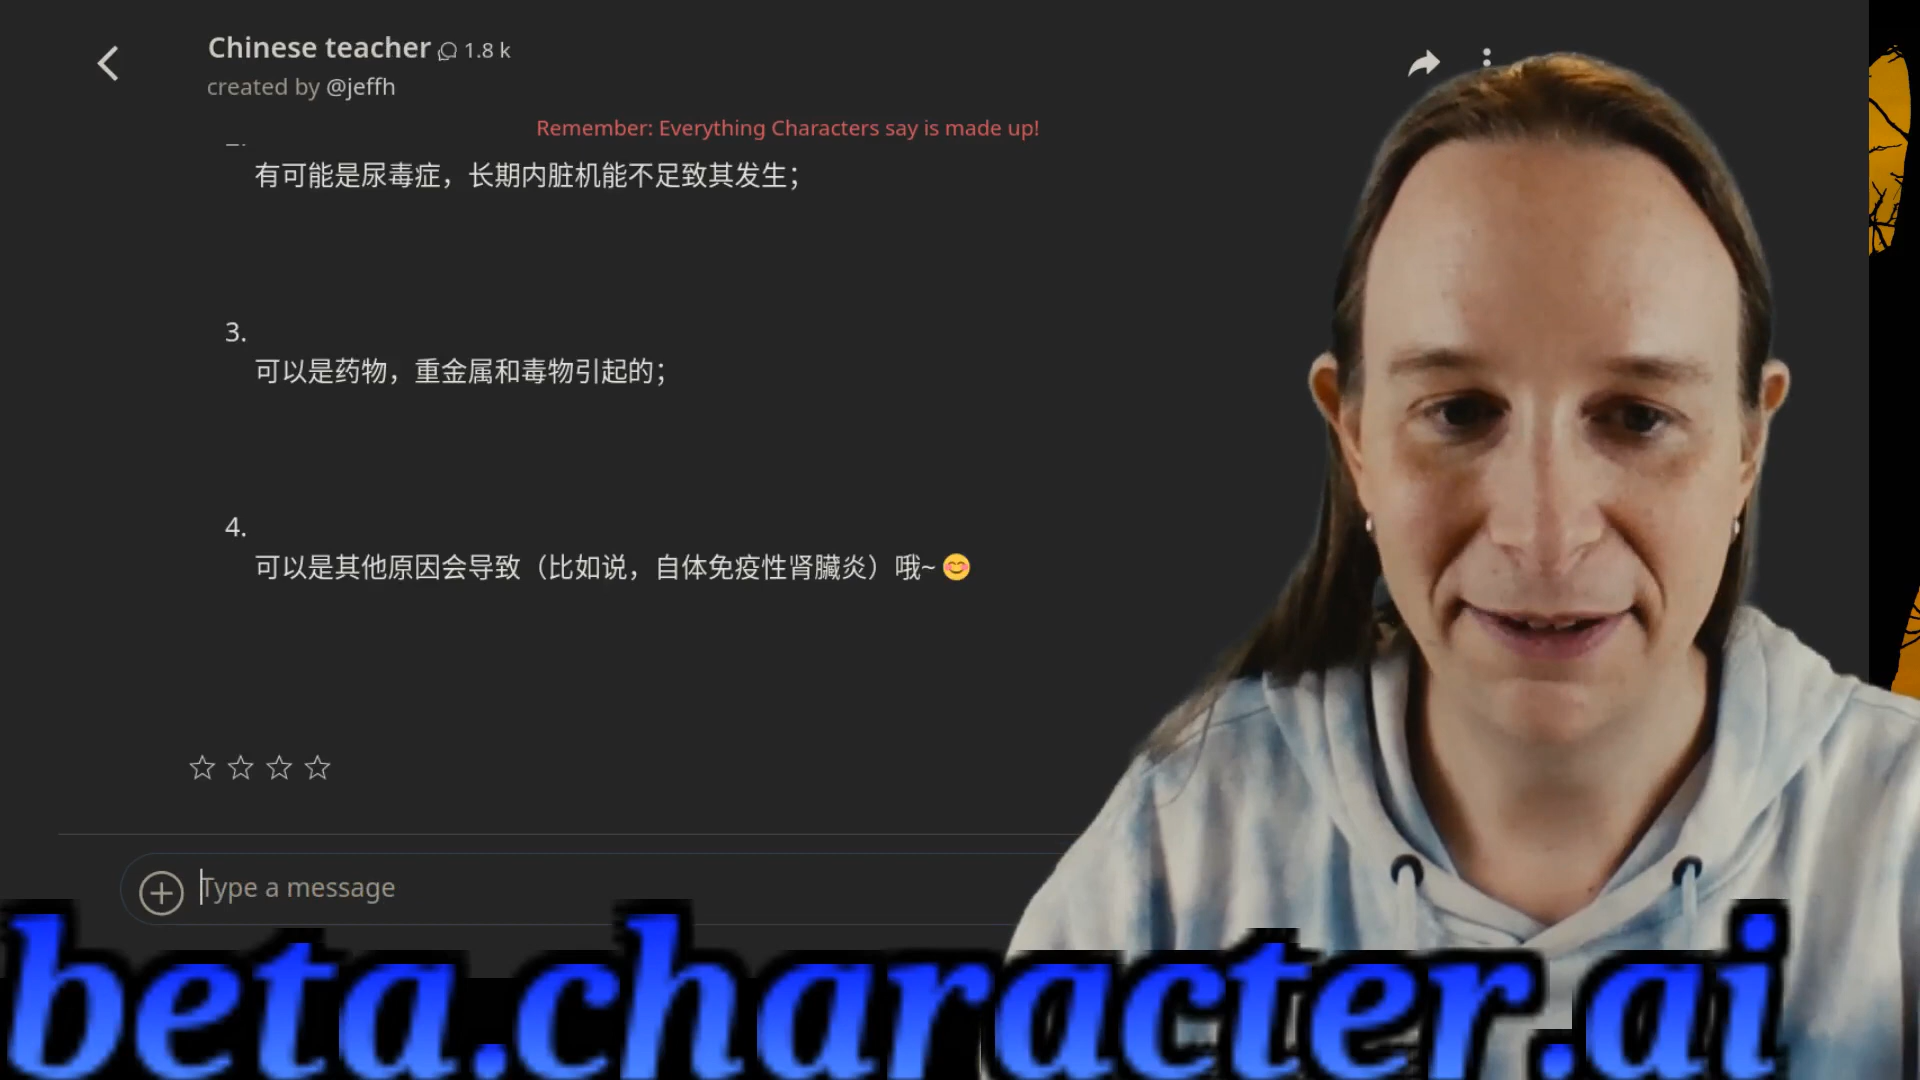 Chinese teacher 1.8 k
created by @jeffh
Remember: Everything Characters say is made up!
有可能是尿毒症，长期内脏机能不足致其发生；
3.
可以是药物，重金属和毒物引起的；
4.
可以是其他原因会导致（比如说，自体免疫性肾臟炎）哦~😊
Type a message
beta.character.ai